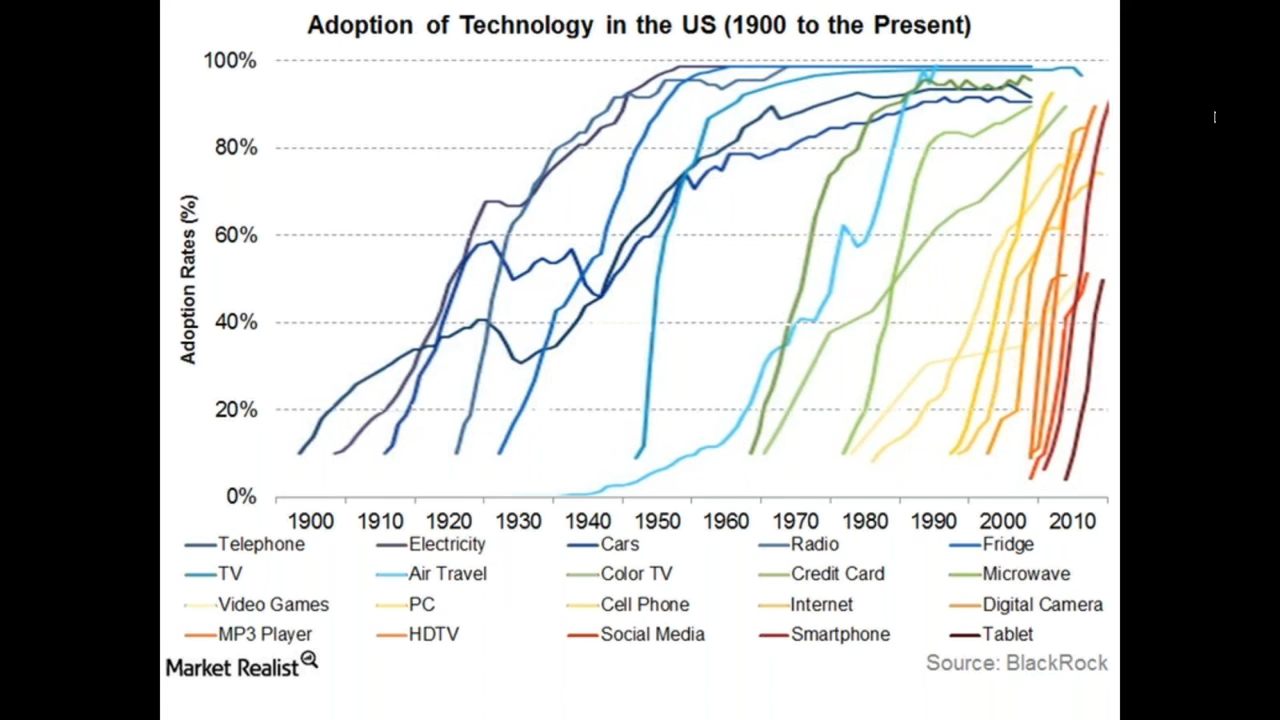 Adoption of Technology in the US (1900 to the Present)
100%
80%
60%
40%
20%
0%
Adoption Rates (%)
1900 1910 1920 1930 1940 1950 1960 1970 1980 1990 2000 2010
Telephone Electricity Cars Radio Fridge
TV Air Travel Color TV Credit Card Microwave
Video Games PC Cell Phone Internet Digital Camera
MP3 Player HDTV Social Media Smartphone Tablet
Market Realist Source: BlackRock